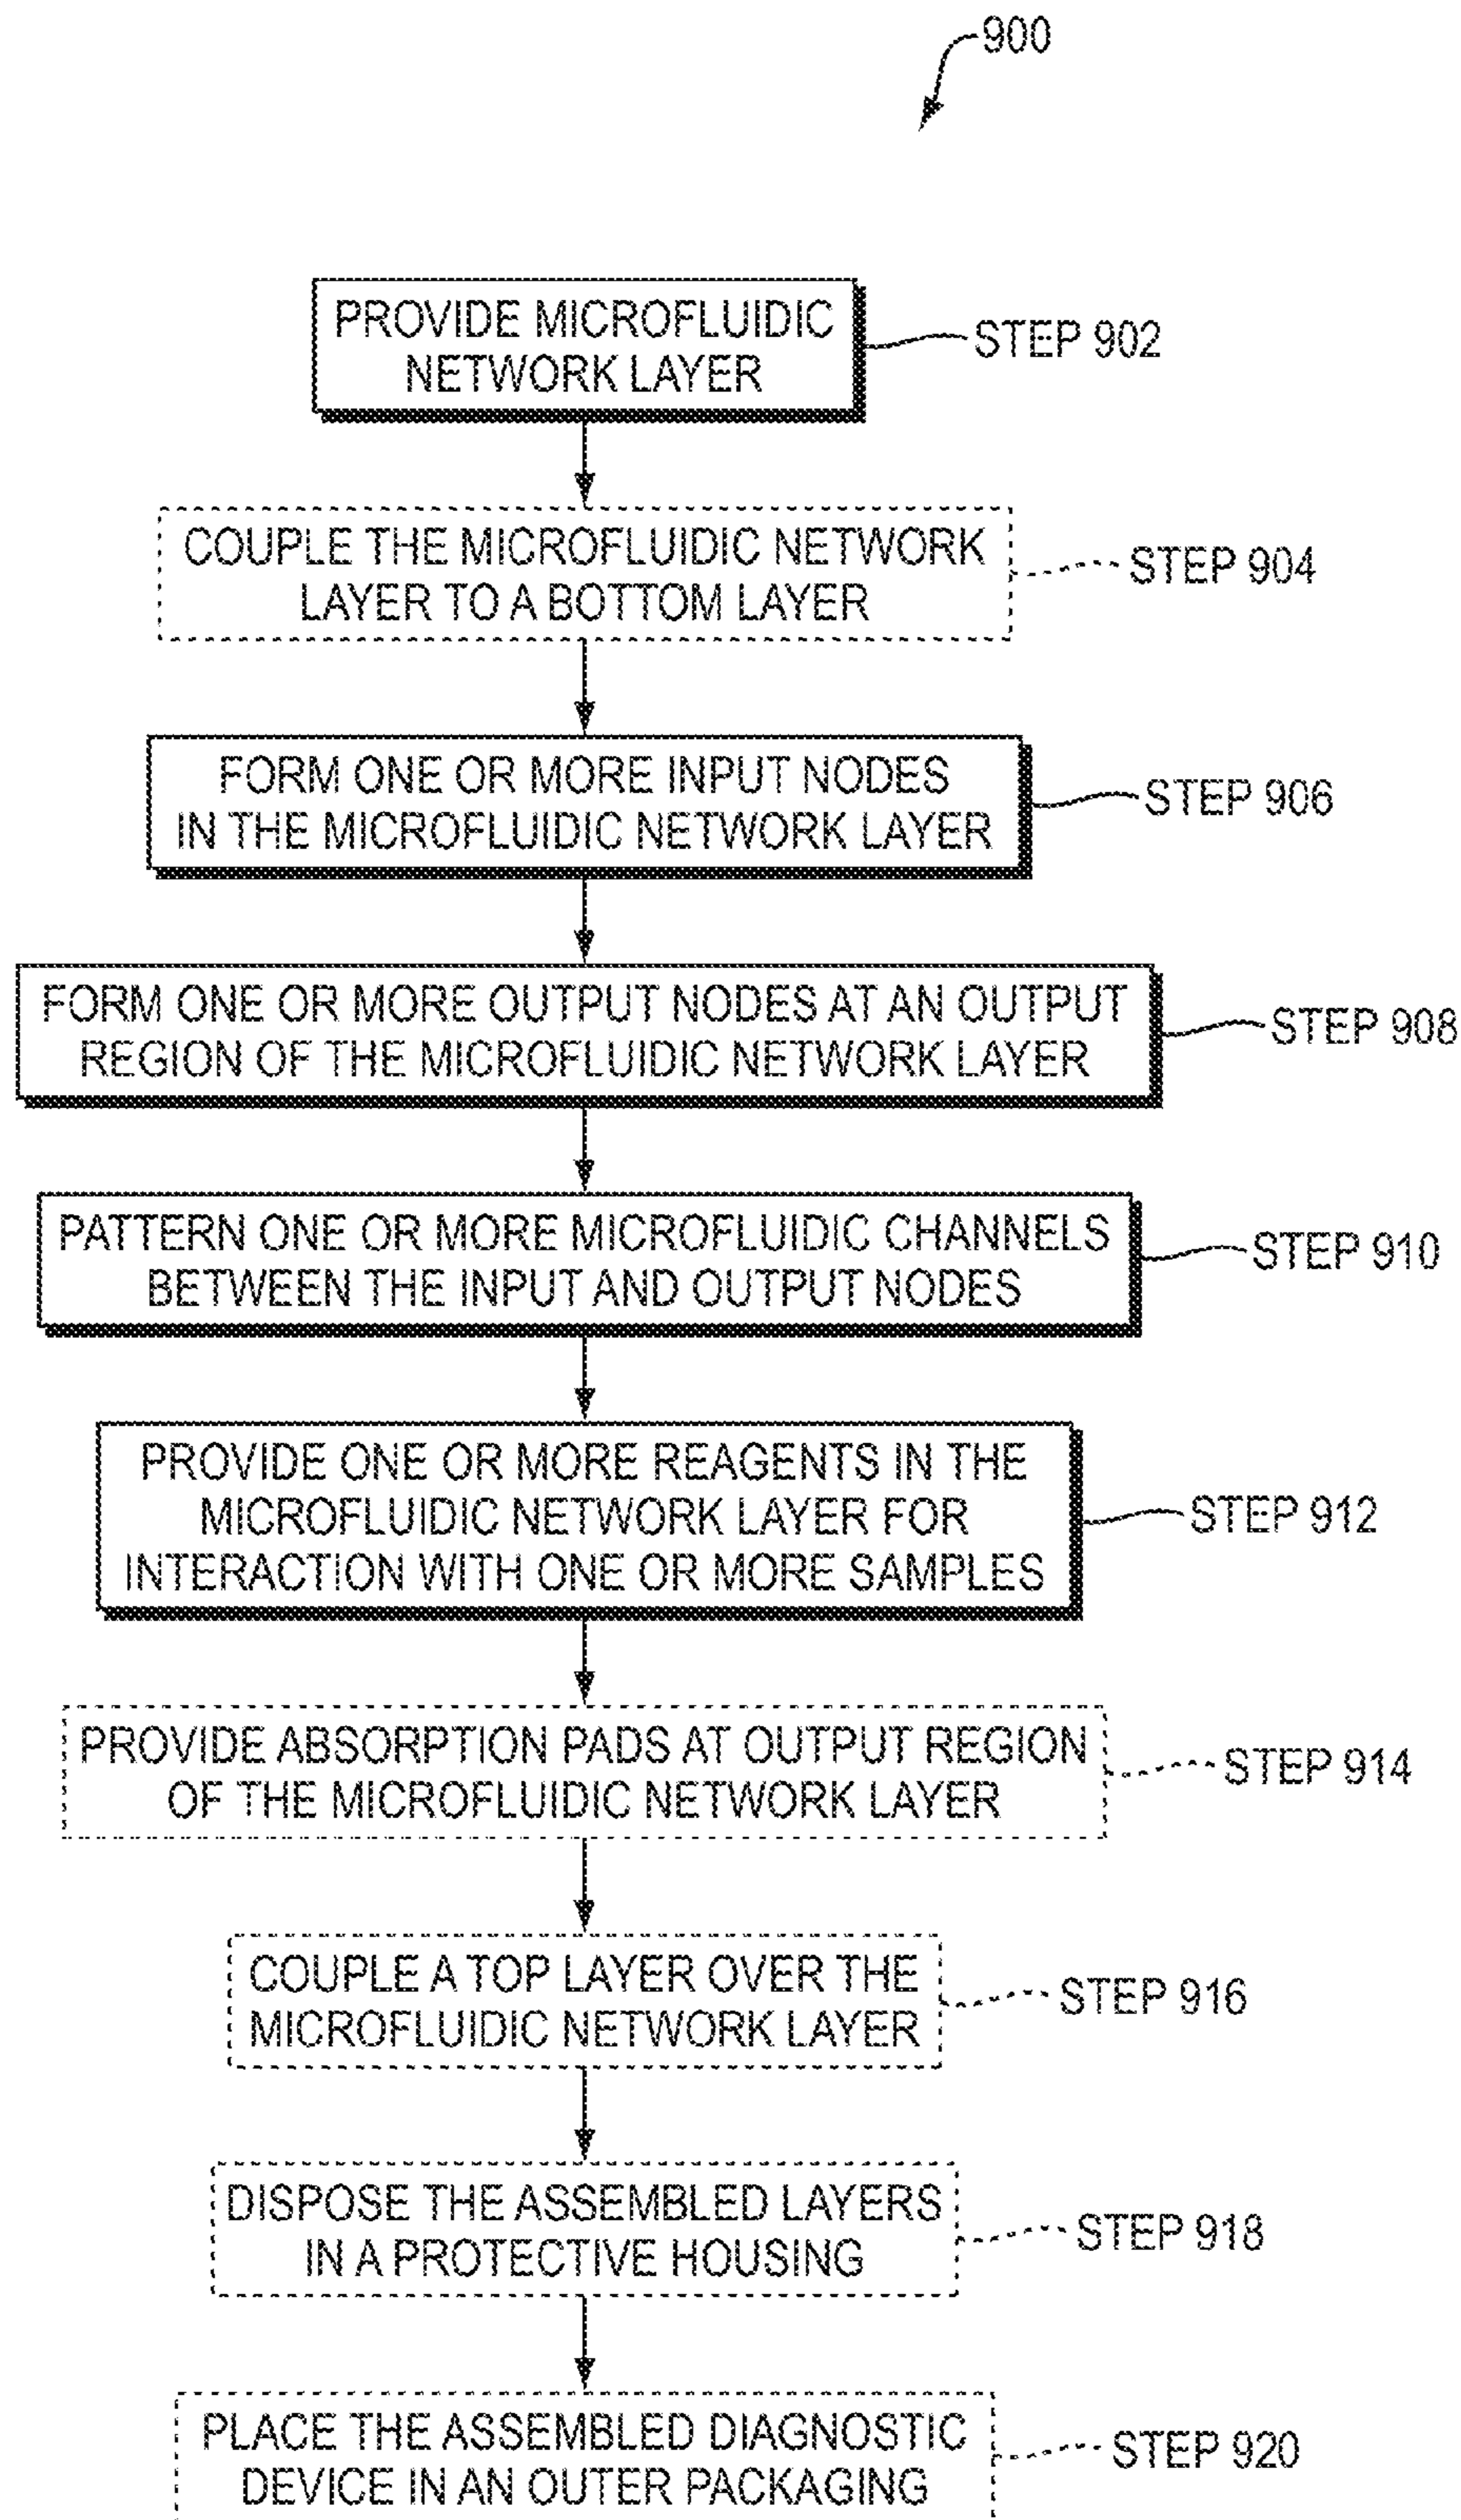 900
PROVIDE MICROFLUIDIC
NETWORK LAYER
STEP 902
COUPLE THE MICROFLUIDIC NETWORK
LAYER TO A BOTTOM LAYER
STEP 904
FORM ONE OR MORE INPUT NODES
IN THE MICROFLUIDIC NETWORK LAYER
STEP 906
FORM ONE OR MORE OUTPUT NODES AT AN OUTPUT
REGION OF THE MICROFLUIDIC NETWORK LAYER
STEP 908
PATTERN ONE OR MORE MICROFLUIDIC CHANNELS
BETWEEN THE INPUT AND OUTPUT NODES
STEP 910
PROVIDE ONE OR MORE REAGENTS IN THE
MICROFLUIDIC NETWORK LAYER FOR
INTERACTION WITH ONE OR MORE SAMPLES
STEP 912
PROVIDE ABSORPTION PADS AT OUTPUT REGION
OF THE MICROFLUIDIC NETWORK LAYER
STEP 914
COUPLE A TOP LAYER OVER THE
MICROFLUIDIC NETWORK LAYER
STEP 916
DISPOSE THE ASSEMBLED LAYERS
IN A PROTECTIVE HOUSING
STEP 918
PLACE THE ASSEMBLED DIAGNOSTIC
DEVICE IN AN OUTER PACKAGING
STEP 920